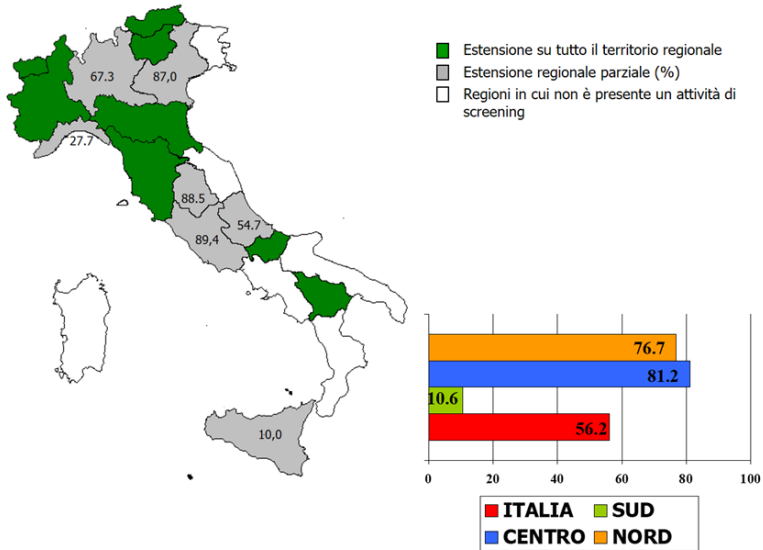 Estensione su tutto il territorio regionale
Estensione regionale parziale (%)
Regioni in cui non è presente un attività di
screening
67.3
87,0
27.7
88.5
54.7
89,4
10,0
76.7
81.2
10.6
56.2
0 20 40 60 80 100
ITALIA SUD
CENTRO NORD